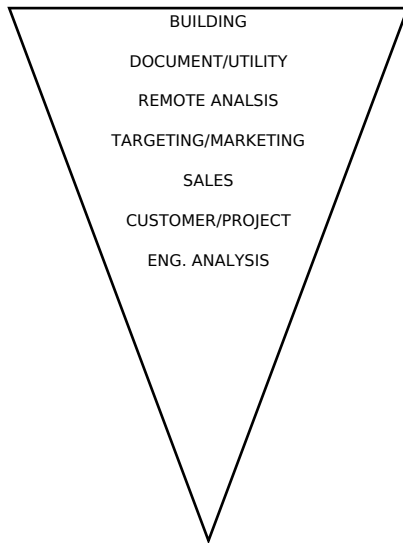 BUILDING
DOCUMENT/UTILITY
REMOTE ANALSIS
TARGETING/MARKETING
SALES
CUSTOMER/PROJECT
ENG. ANALYSIS